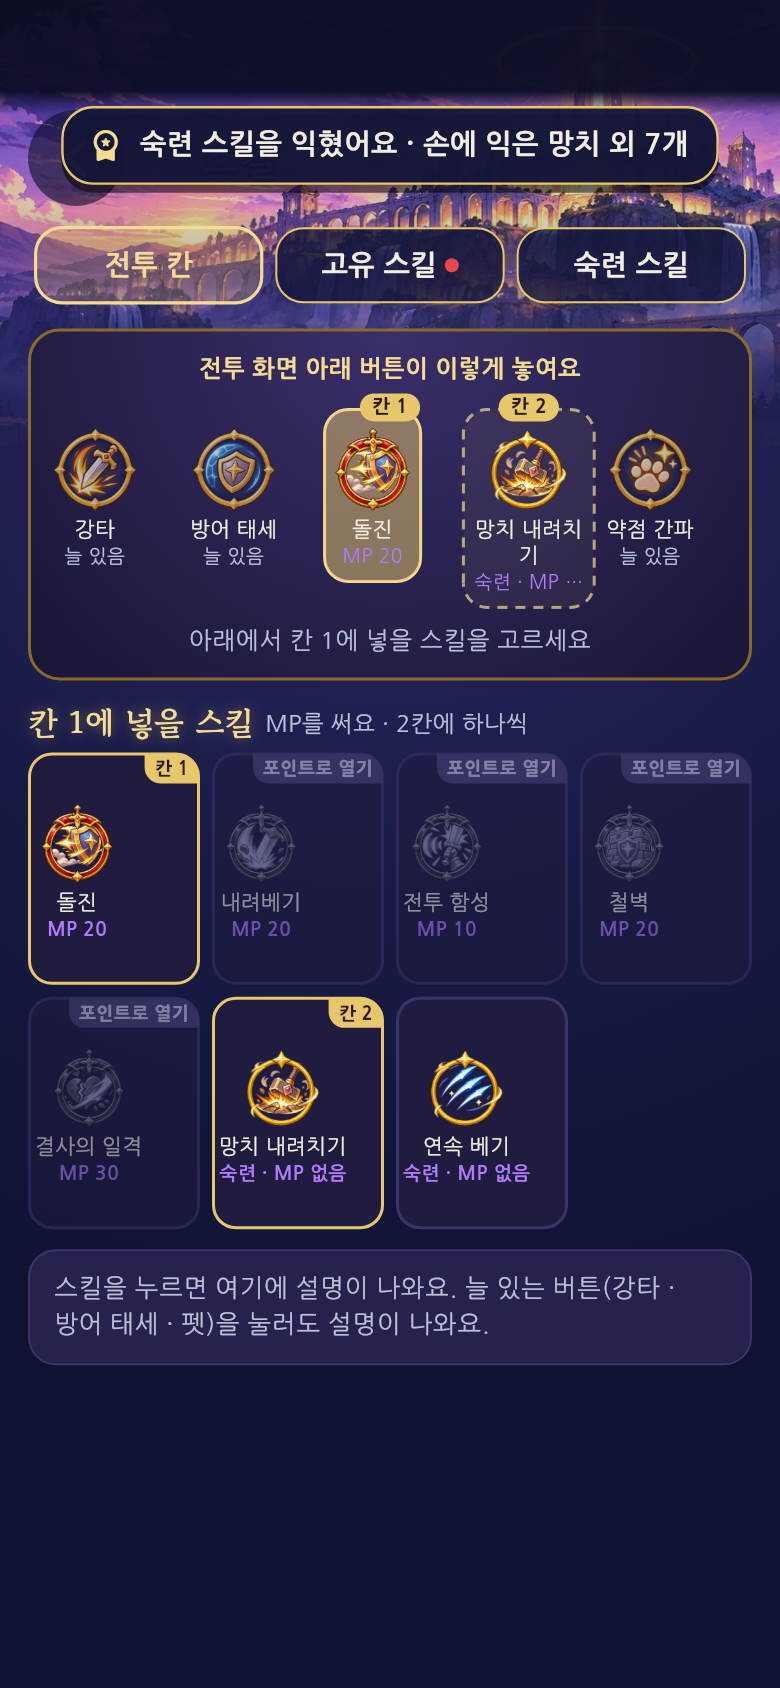 숙련 스킬을 익혔어요 · 손에 익은 망치 외 7개
전투 칸
고유 스킬
숙련 스킬
전투 화면 아래 버튼이 이렇게 놓여요
칸 1
칸 2
강타
늘 있음
방어 태세
늘 있음
돌진
MP 20
망치 내려치
기
숙련 · MP …
약점 간파
늘 있음
아래에서 칸 1에 넣을 스킬을 고르세요
칸 1에 넣을 스킬 MP를 써요 · 2칸에 하나씩
칸 1
돌진
MP 20
포인트로 열기
내려베기
MP 20
포인트로 열기
전투 함성
MP 10
포인트로 열기
철벽
MP 20
포인트로 열기
결사의 일격
MP 30
칸 2
망치 내려치기
숙련 · MP 없음
연속 베기
숙련 · MP 없음
스킬을 누르면 여기에 설명이 나와요. 늘 있는 버튼(강타 ·
방어 태세 · 펫)을 눌러도 설명이 나와요.